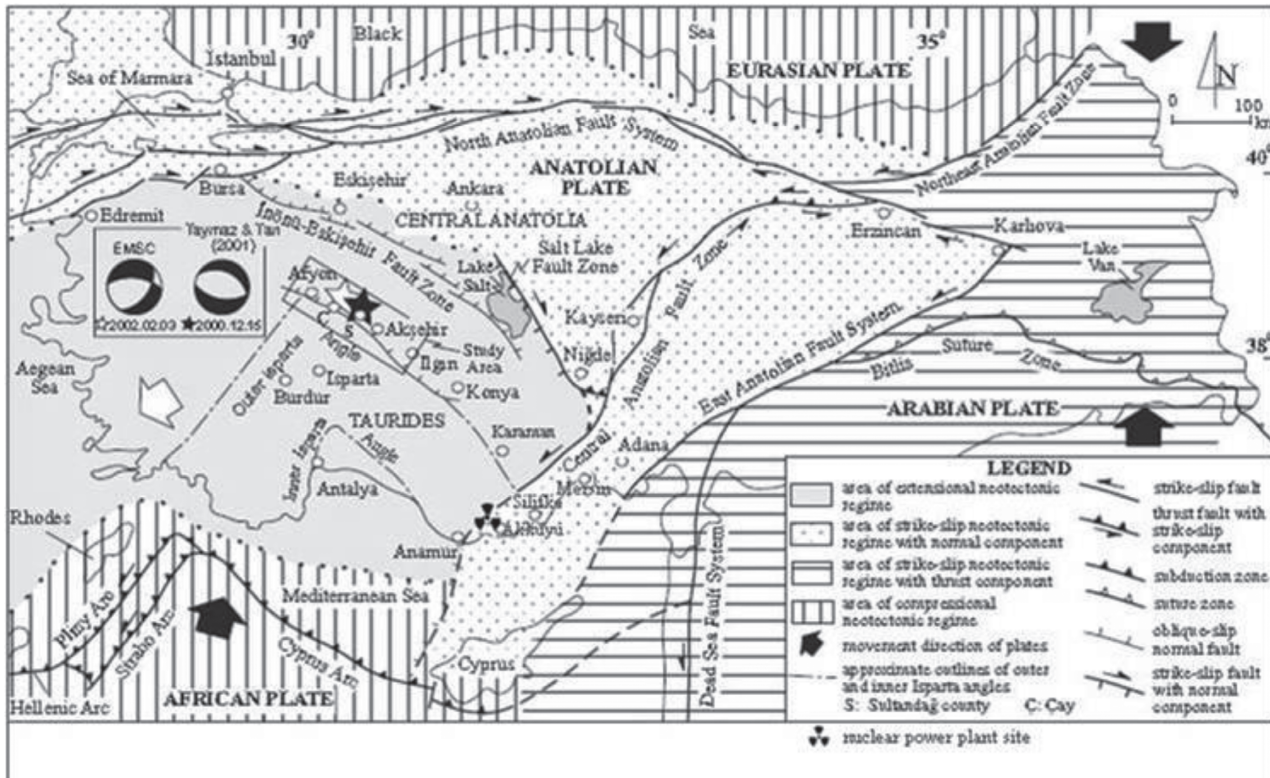 30⁰
Black
Sea
35⁰
İstanbul
Sea of Marmara
EURASIAN PLATE
N
0 100
km
North Anatolian Fault System
Northeast Anatolian Fault Zone
40⁰
ANATOLIAN
PLATE
Bursa
Eskişehir
Ankara
Edremit
CENTRAL ANATOLIA
Erzincan
Karlıova
İnönü-Eskişehir Fault Zone
Yaymaz & Tan
(2001)
EMSC
☆2002.02.03
★2000.12.15
Salt Lake
Fault Zone
Lake
Salt
Lake
Van
Afyon
Ç
S
Akşehir
Kayseri
Ilgın
Study
Area
Niğde
38⁰
Aegean
Sea
Outer Isparta
Angle
Isparta
Burdur
Konya
Central
Anatolian
Fault
Zone
East Anatolian Fault System
Bitlis
Suture
Zone
TAURIDES
ARABIAN PLATE
Karaman
Adana
Inner Isparta
Angle
Antalya
Mersin
Silifke
Akkuyu
Anamur
Rhodes
Mediterranean Sea
Pliny Arc
Strabo Arc
Cyprus Arc
Cyprus
Dead Sea Fault System
AFRICAN PLATE
Hellenic Arc
LEGEND
area of extensional neotectonic
regime
area of strike-slip neotectonic
regime with normal component
area of strike-slip neotectonic
regime with thrust component
area of compressional
neotectonic regime
movement direction of plates
approximate outlines of outer
and inner Isparta angles
S: Sultandağ county Ç: Çay
strike-slip fault
thrust fault with
strike-slip
component
subduction zone
suture zone
oblique-slip
normal fault
strike-slip fault
with normal
component
nuclear power plant site